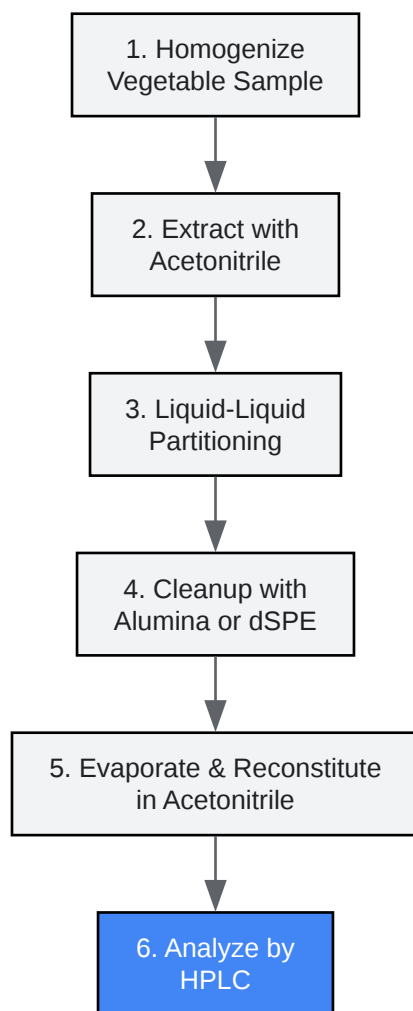 1. Homogenize
Vegetable Sample
2. Extract with
Acetonitrile
3. Liquid-Liquid
Partitioning
4. Cleanup with
Alumina or dSPE
5. Evaporate & Reconstitute
in Acetonitrile
6. Analyze by
HPLC